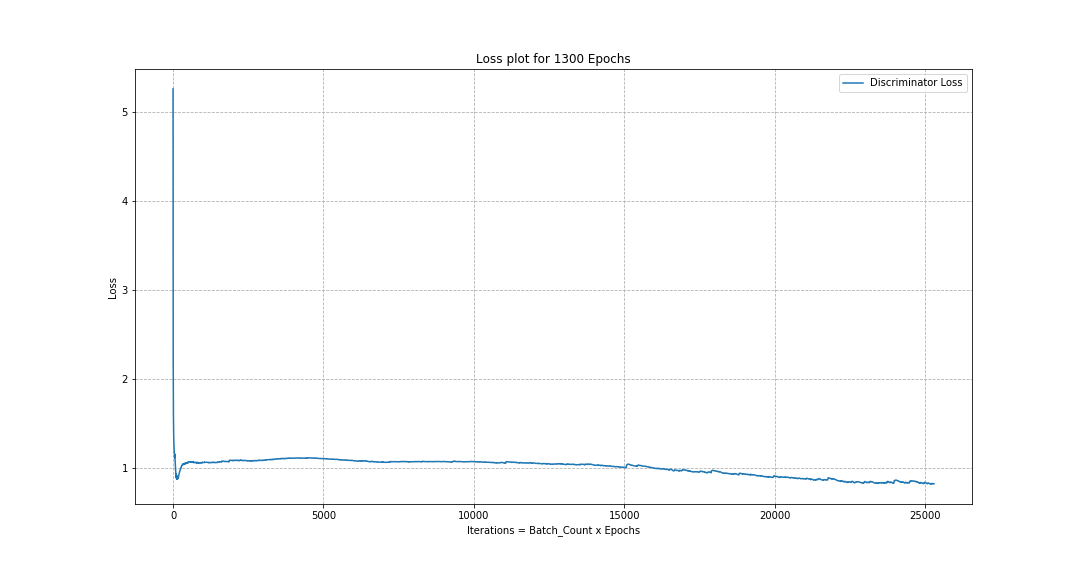 Loss plot for 1300 Epochs
Discriminator Loss
5
4
3
2
1
Loss
0 5000 10000 15000 20000 25000
Iterations = Batch_Count x Epochs